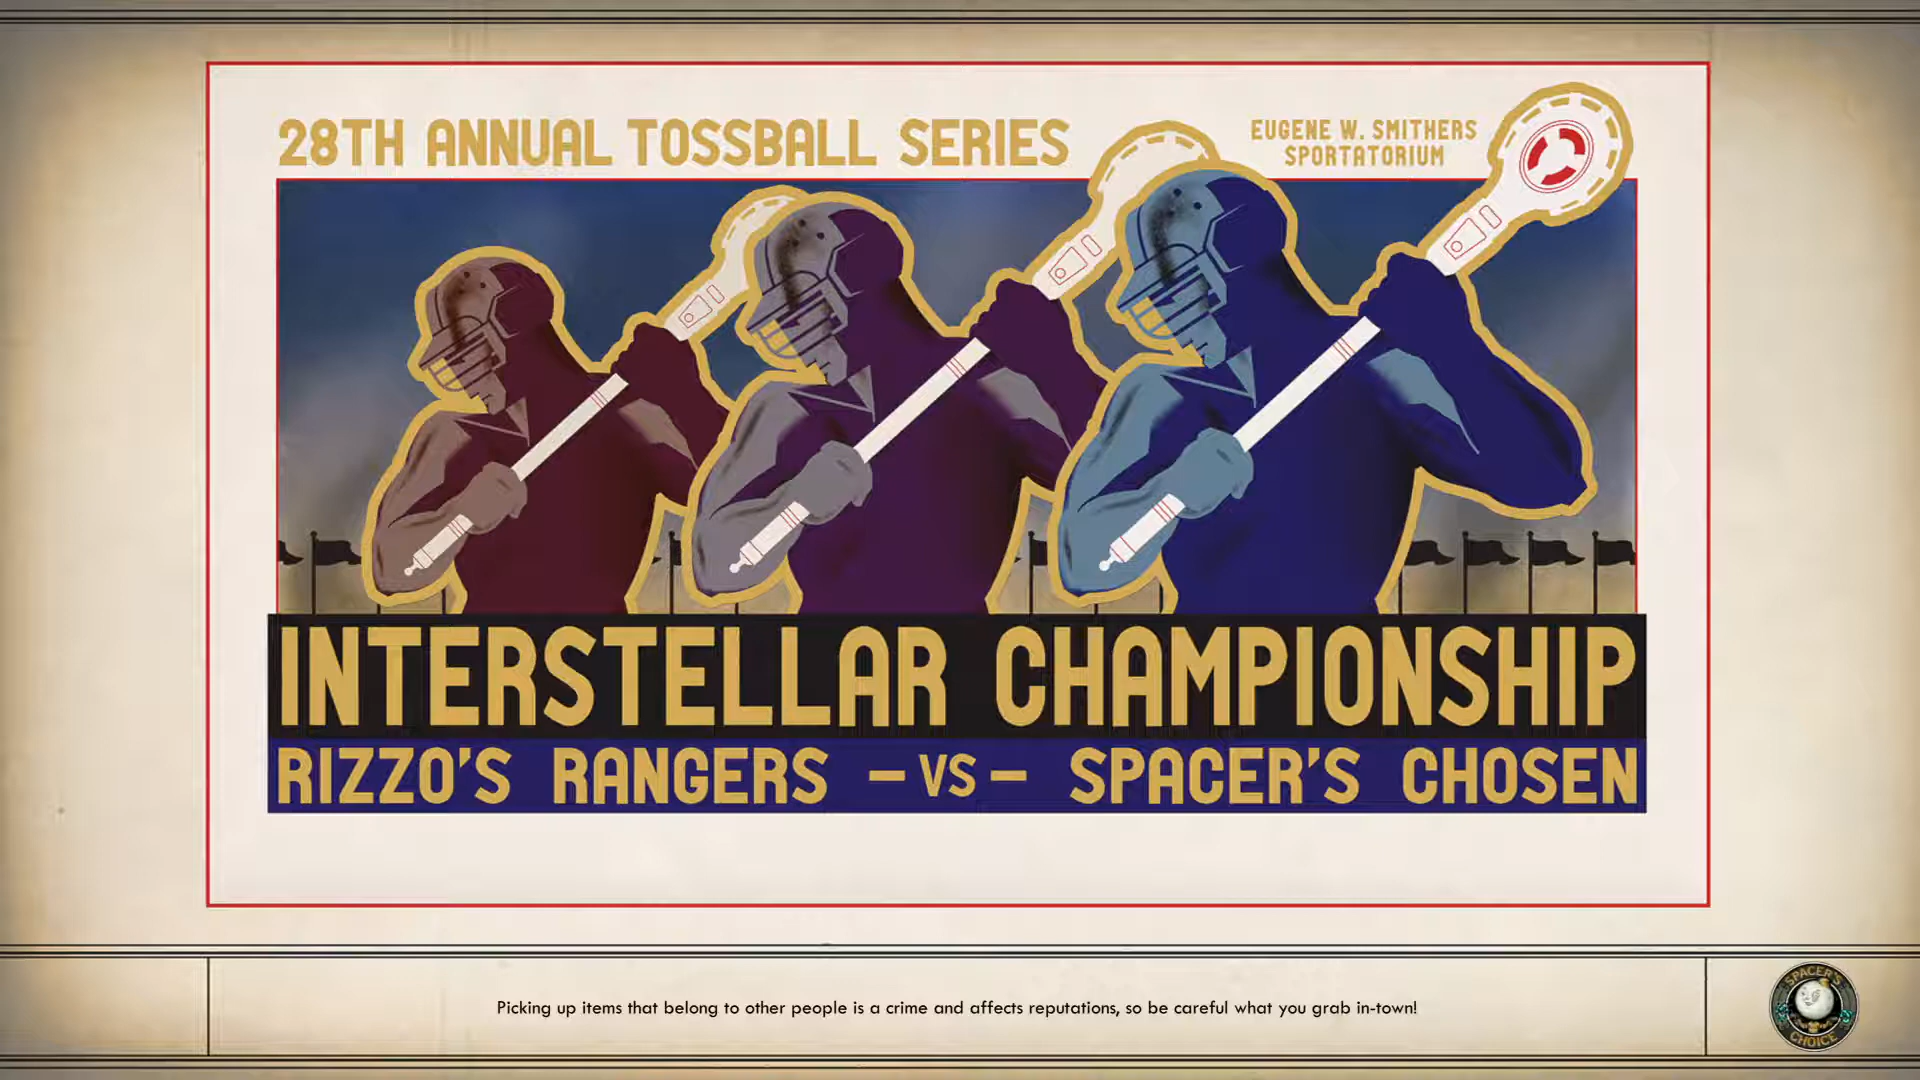 28TH ANNUAL TOSSBALL SERIES
EUGENE W. SMITHERS
SPORTATORIUM
INTERSTELLAR CHAMPIONSHIP
RIZZO'S RANGERS – VS – SPACER'S CHOSEN
Picking up items that belong to other people is a crime and affects reputations, so be careful what you grab in-town!
SPACER'S
CHOICE